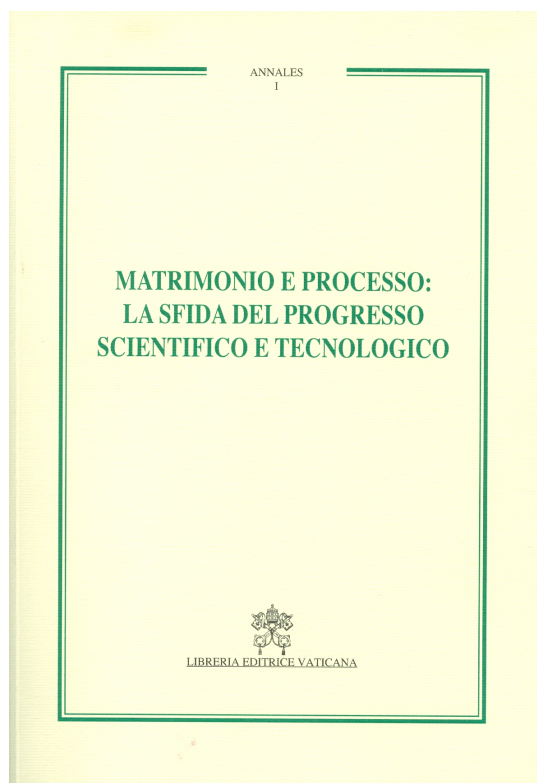 ANNALES
I
MATRIMONIO E PROCESSO:
LA SFIDA DEL PROGRESSO
SCIENTIFICO E TECNOLOGICO
LIBRERIA EDITRICE VATICANA